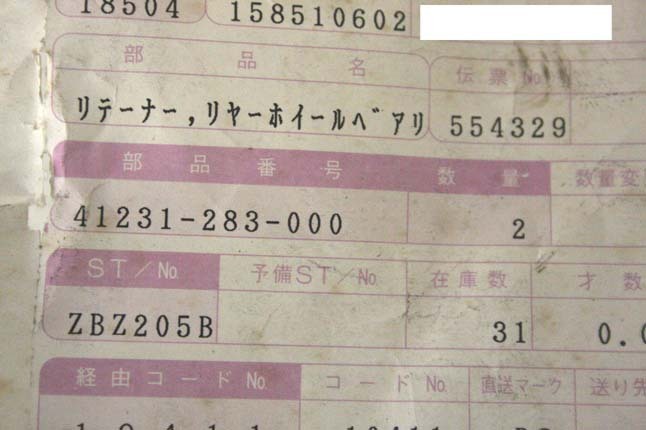 18504 158510602
部品名 伝票No.
リテーナー,リヤーホイールベアリ 554329
部品番号 数量 数量変
41231-283-000 2
ST/No. 予備ST/No. 在庫数 才数
ZBZ205B 31 0.0
経由コードNo. コードNo. 直送マーク 送り先